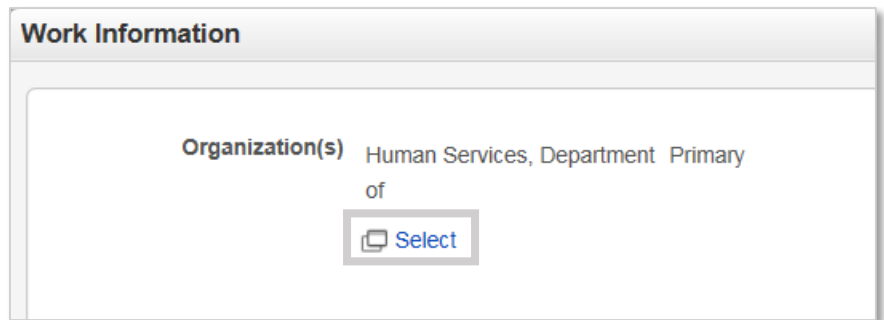 Work Information
Organization(s) Human Services, Department Primary
of
Select